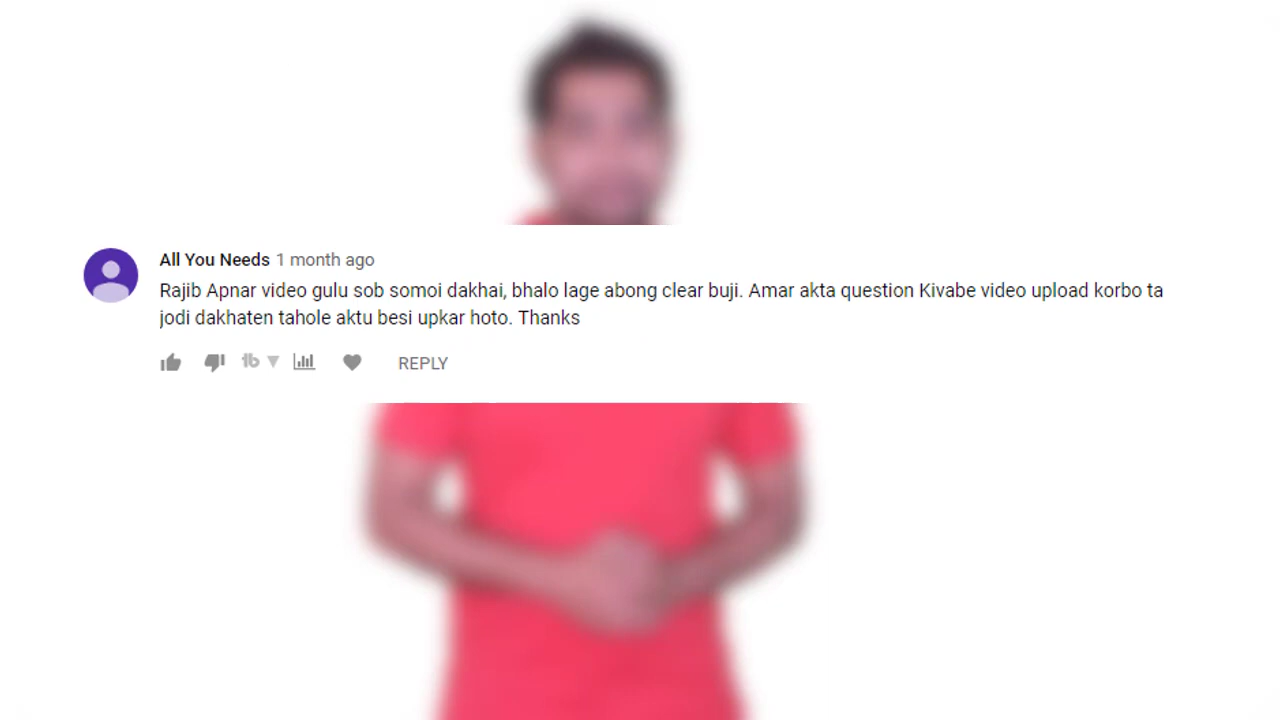 All You Needs 1 month ago
Rajib Apnar video gulu sob somoi dakhai, bhalo lage abong clear buji. Amar akta question Kivabe video upload korbo ta
jodi dakhaten tahole aktu besi upkar hoto. Thanks
REPLY